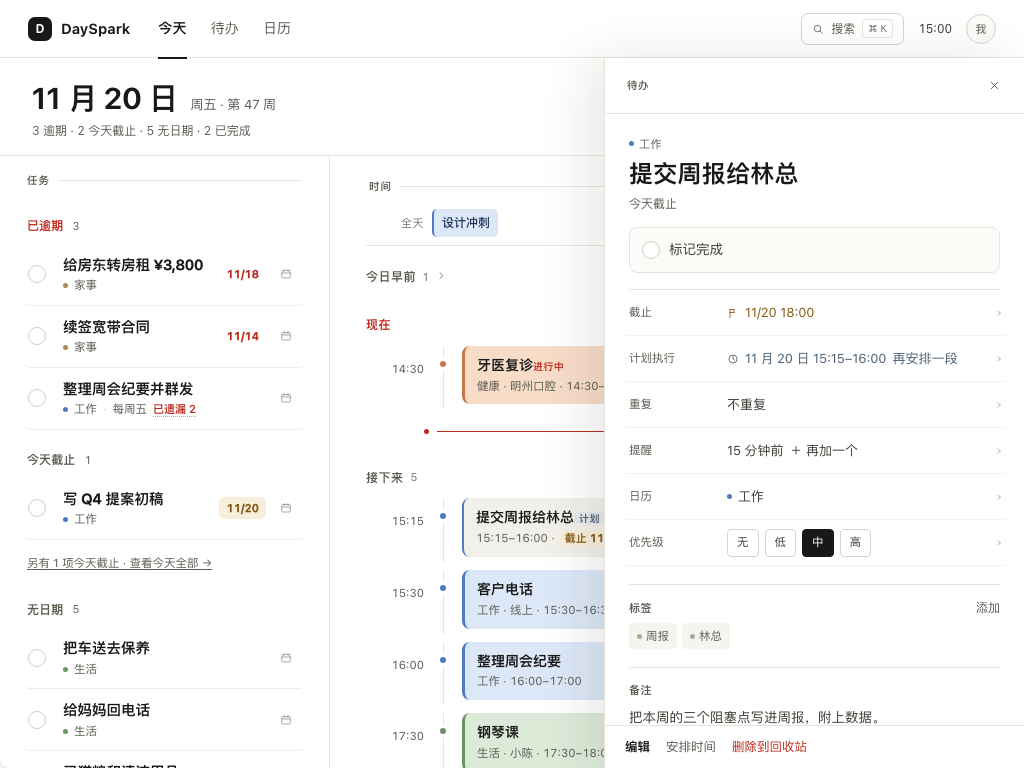 D DaySpark 今天 待办 日历 搜索 ⌘ K 15:00 我
11 月 20 日 周五 · 第 47 周
3 逾期 · 2 今天截止 · 5 无日期 · 2 已完成
任务
已逾期 3
给房东转房租 ¥3,800 11/18
家事
续签宽带合同 11/14
家事
整理周会纪要并群发
工作 · 每周五 已遗漏 2
今天截止 1
写 Q4 提案初稿 11/20
工作
另有 1 项今天截止 · 查看今天全部 →
无日期 5
把车送去保养
生活
给妈妈回电话
生活
时间
全天 设计冲刺
今日早前 1
现在
14:30 牙医复诊进行中
健康 · 明州口腔 · 14:30–
接下来 5
15:15 提交周报给林总 计划
15:15–16:00 · 截止 11
15:30 客户电话
工作 · 线上 · 15:30–16:3
16:00 整理周会纪要
工作 · 16:00–17:00
17:30 钢琴课
生活 · 小陈 · 17:30–18:0
待办
工作
提交周报给林总
今天截止
标记完成
截止 11/20 18:00
计划执行 11 月 20 日 15:15–16:00 再安排一段
重复 不重复
提醒 15 分钟前 + 再加一个
日历 工作
优先级 无 低 中 高
标签 添加
周报 林总
备注
把本周的三个阻塞点写进周报，附上数据。
编辑 安排时间 删除到回收站